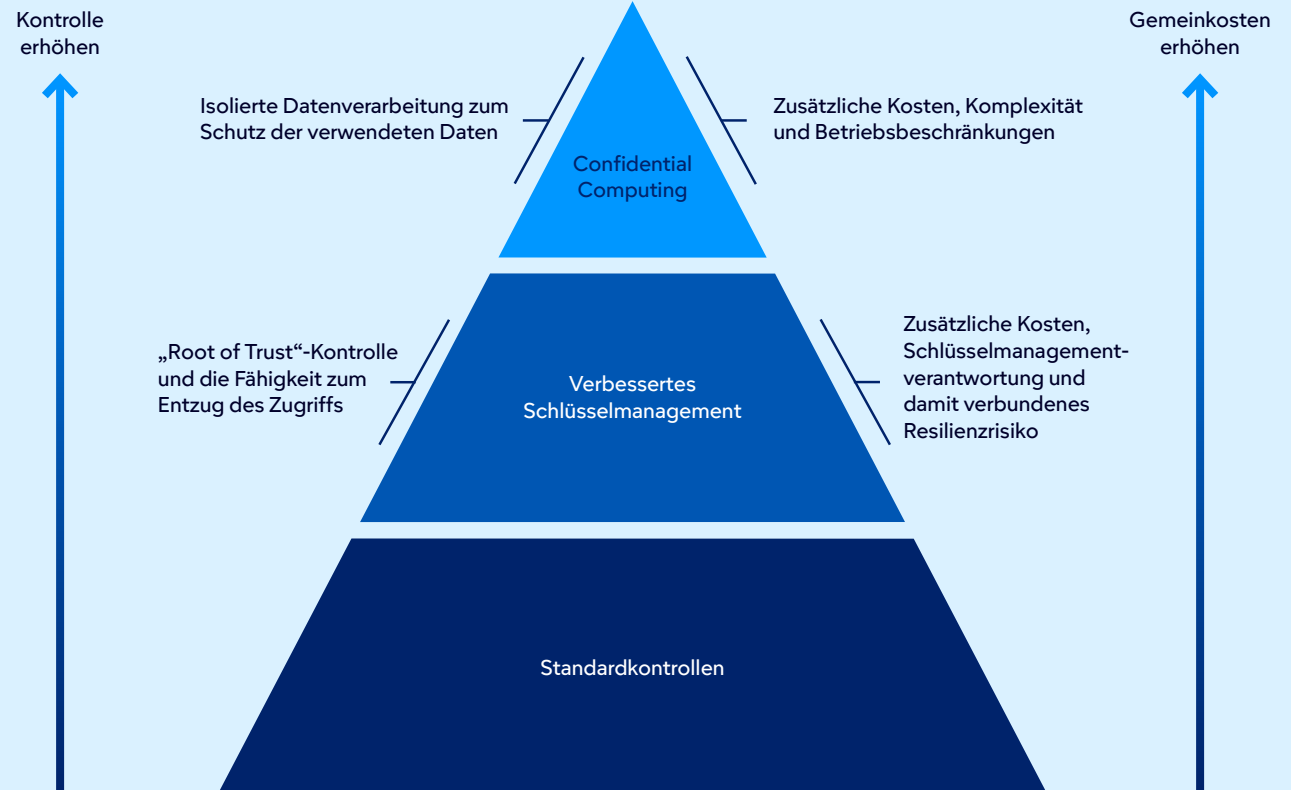 Kontrolle
erhöhen
Gemeinkosten
erhöhen
Isolierte Datenverarbeitung zum
Schutz der verwendeten Daten
Zusätzliche Kosten, Komplexität
und Betriebsbeschränkungen
Confidential
Computing
„Root of Trust“-Kontrolle
und die Fähigkeit zum
Entzug des Zugriffs
Verbessertes
Schlüsselmanagement
Zusätzliche Kosten,
Schlüsselmanagement-
verantwortung und
damit verbundenes
Resilienzrisiko
Standardkontrollen